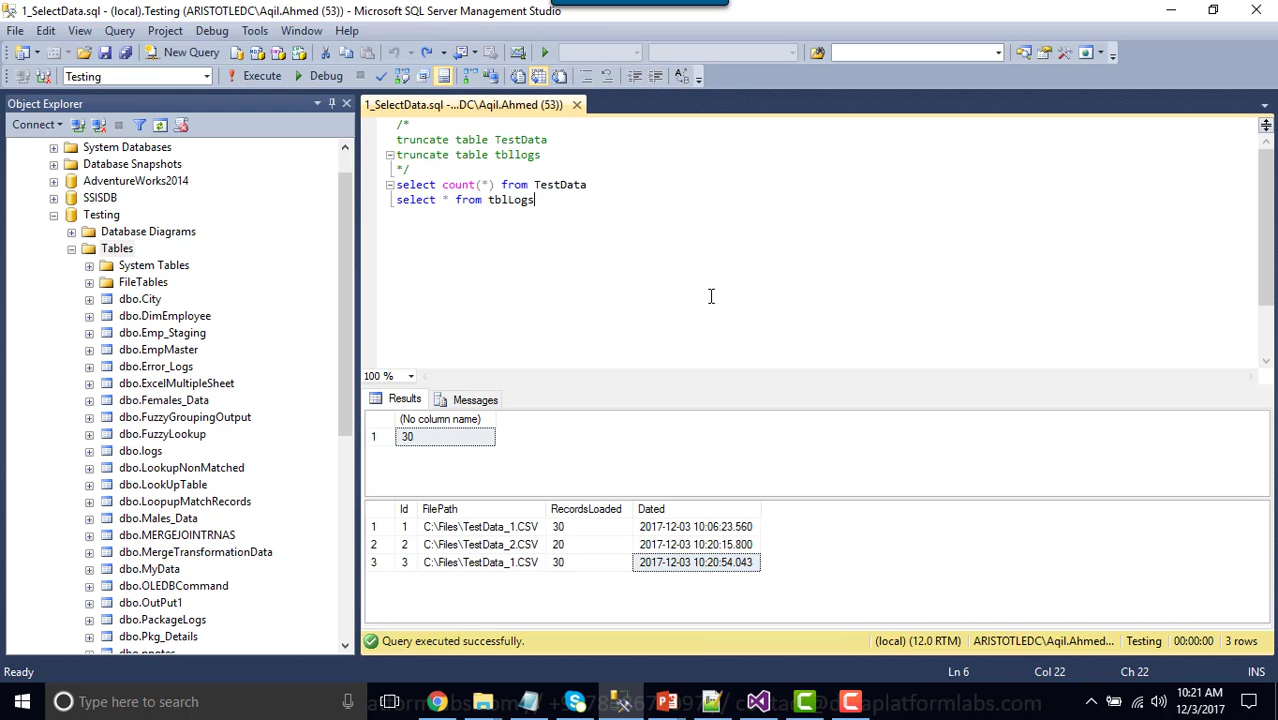 1_SelectData.sql - (local).Testing (ARISTOTLEDC\Aqil.Ahmed (53)) - Microsoft SQL Server Management Studio
File Edit View Query Project Debug Tools Window Help
New Query
Testing Execute Debug
Object Explorer
1_SelectData.sql -...DC\Aqil.Ahmed (53))
Connect
System Databases
Database Snapshots
AdventureWorks2014
SSISDB
Testing
Database Diagrams
Tables
System Tables
FileTables
dbo.City
dbo.DimEmployee
dbo.Emp_Staging
dbo.EmpMaster
dbo.Error_Logs
dbo.ExcelMultipleSheet
dbo.Females_Data
dbo.FuzzyGroupingOutput
dbo.FuzzyLookup
dbo.logs
dbo.LookupNonMatched
dbo.LookUpTable
dbo.LoopupMatchRecords
dbo.Males_Data
dbo.MERGEJOINTRNAS
dbo.MergeTransformationData
dbo.MyData
dbo.OLEDBCommand
dbo.OutPut1
dbo.PackageLogs
dbo.Pkg_Details
/*
truncate table TestData
truncate table tbllogs
*/
select count(*) from TestData
select * from tblLogs
100 %
Results Messages
(No column name)
1 30
Id FilePath RecordsLoaded Dated
1 1 C:\Files\TestData_1.CSV 30 2017-12-03 10:06:23.560
2 2 C:\Files\TestData_2.CSV 20 2017-12-03 10:20:15.800
3 3 C:\Files\TestData_1.CSV 30 2017-12-03 10:20:54.043
Query executed successfully. (local) (12.0 RTM) ARISTOTLEDC\Aqil.Ahmed... Testing 00:00:00 3 rows
Ready Ln 6 Col 22 Ch 22 INS
Type here to search
10:21 AM
12/3/2017